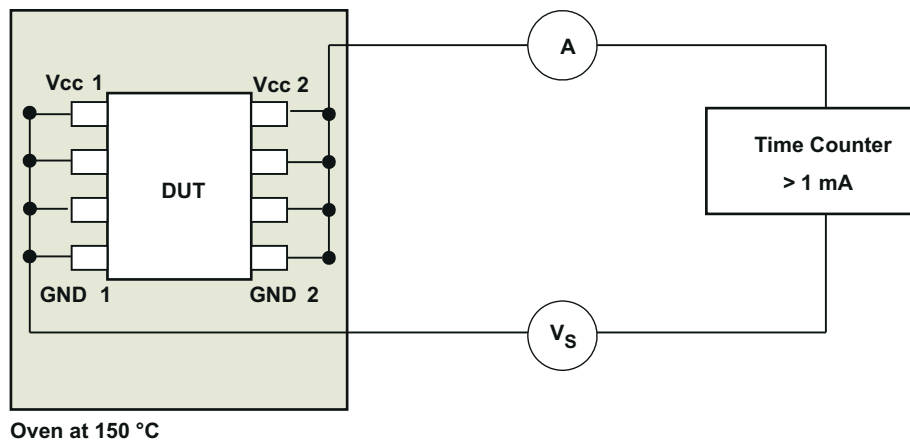 A
Vcc 1
Vcc 2
Time Counter
> 1 mA
DUT
GND 1
GND 2
VS
Oven at 150 °C